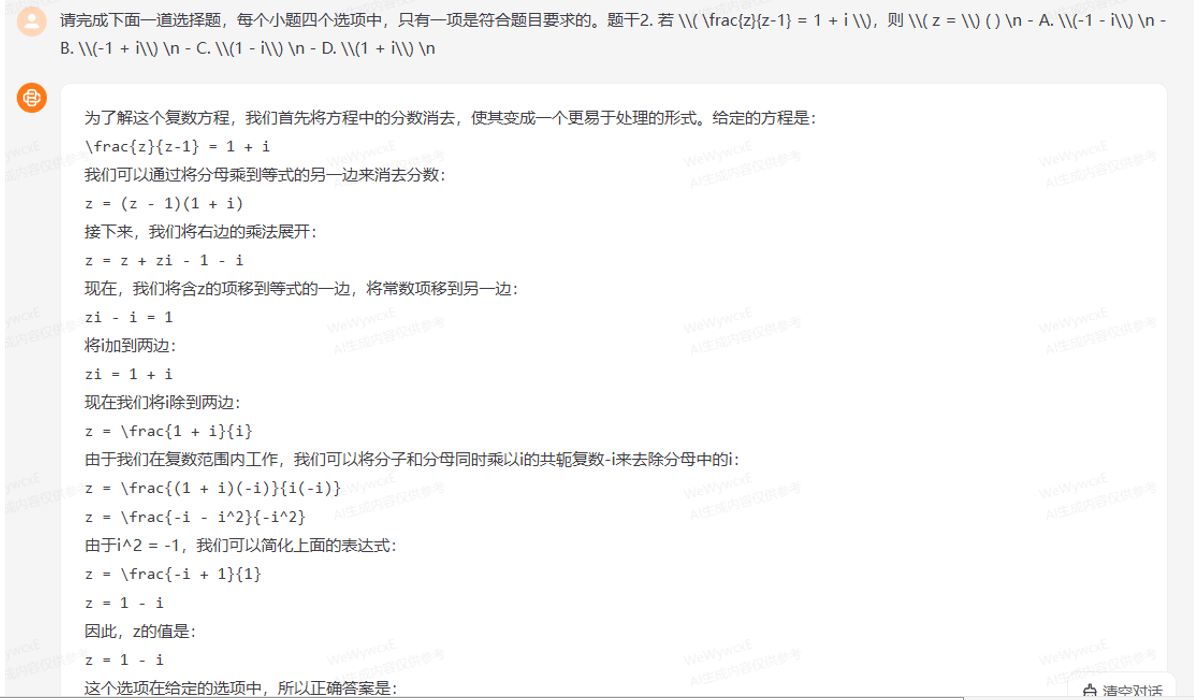 请完成下面一道选择题，每个小题四个选项中，只有一项是符合题目要求的。题干2. 若 \\( \frac{z}{z-1} = 1 + i \\)，则 \\( z = \\) ( ) \n - A. \\(-1 - i\\) \n -
B. \\(-1 + i\\) \n - C. \\(1 - i\\) \n - D. \\(1 + i\\) \n
为了解这个复数方程，我们首先将方程中的分数消去，使其变成一个更易于处理的形式。给定的方程是：
\frac{z}{z-1} = 1 + i
我们可以通过将分母乘到等式的另一边来消去分数：
z = (z - 1)(1 + i)
接下来，我们将右边的乘法展开：
z = z + zi - 1 - i
现在，我们将含z的项移到等式的一边，将常数项移到另一边：
zi - i = 1
将i加到两边：
zi = 1 + i
现在我们将i除到两边：
z = \frac{1 + i}{i}
由于我们在复数范围内工作，我们可以将分子和分母同时乘以i的共轭复数-i来去除分母中的i：
z = \frac{(1 + i)(-i)}{i(-i)}
z = \frac{-i - i^2}{-i^2}
由于i^2 = -1，我们可以简化上面的表达式：
z = \frac{-i + 1}{1}
z = 1 - i
因此，z的值是：
z = 1 - i
这个选项在给定的选项中，所以正确答案是：
清空对话
WeWywcxE
AI生成内容仅供参考